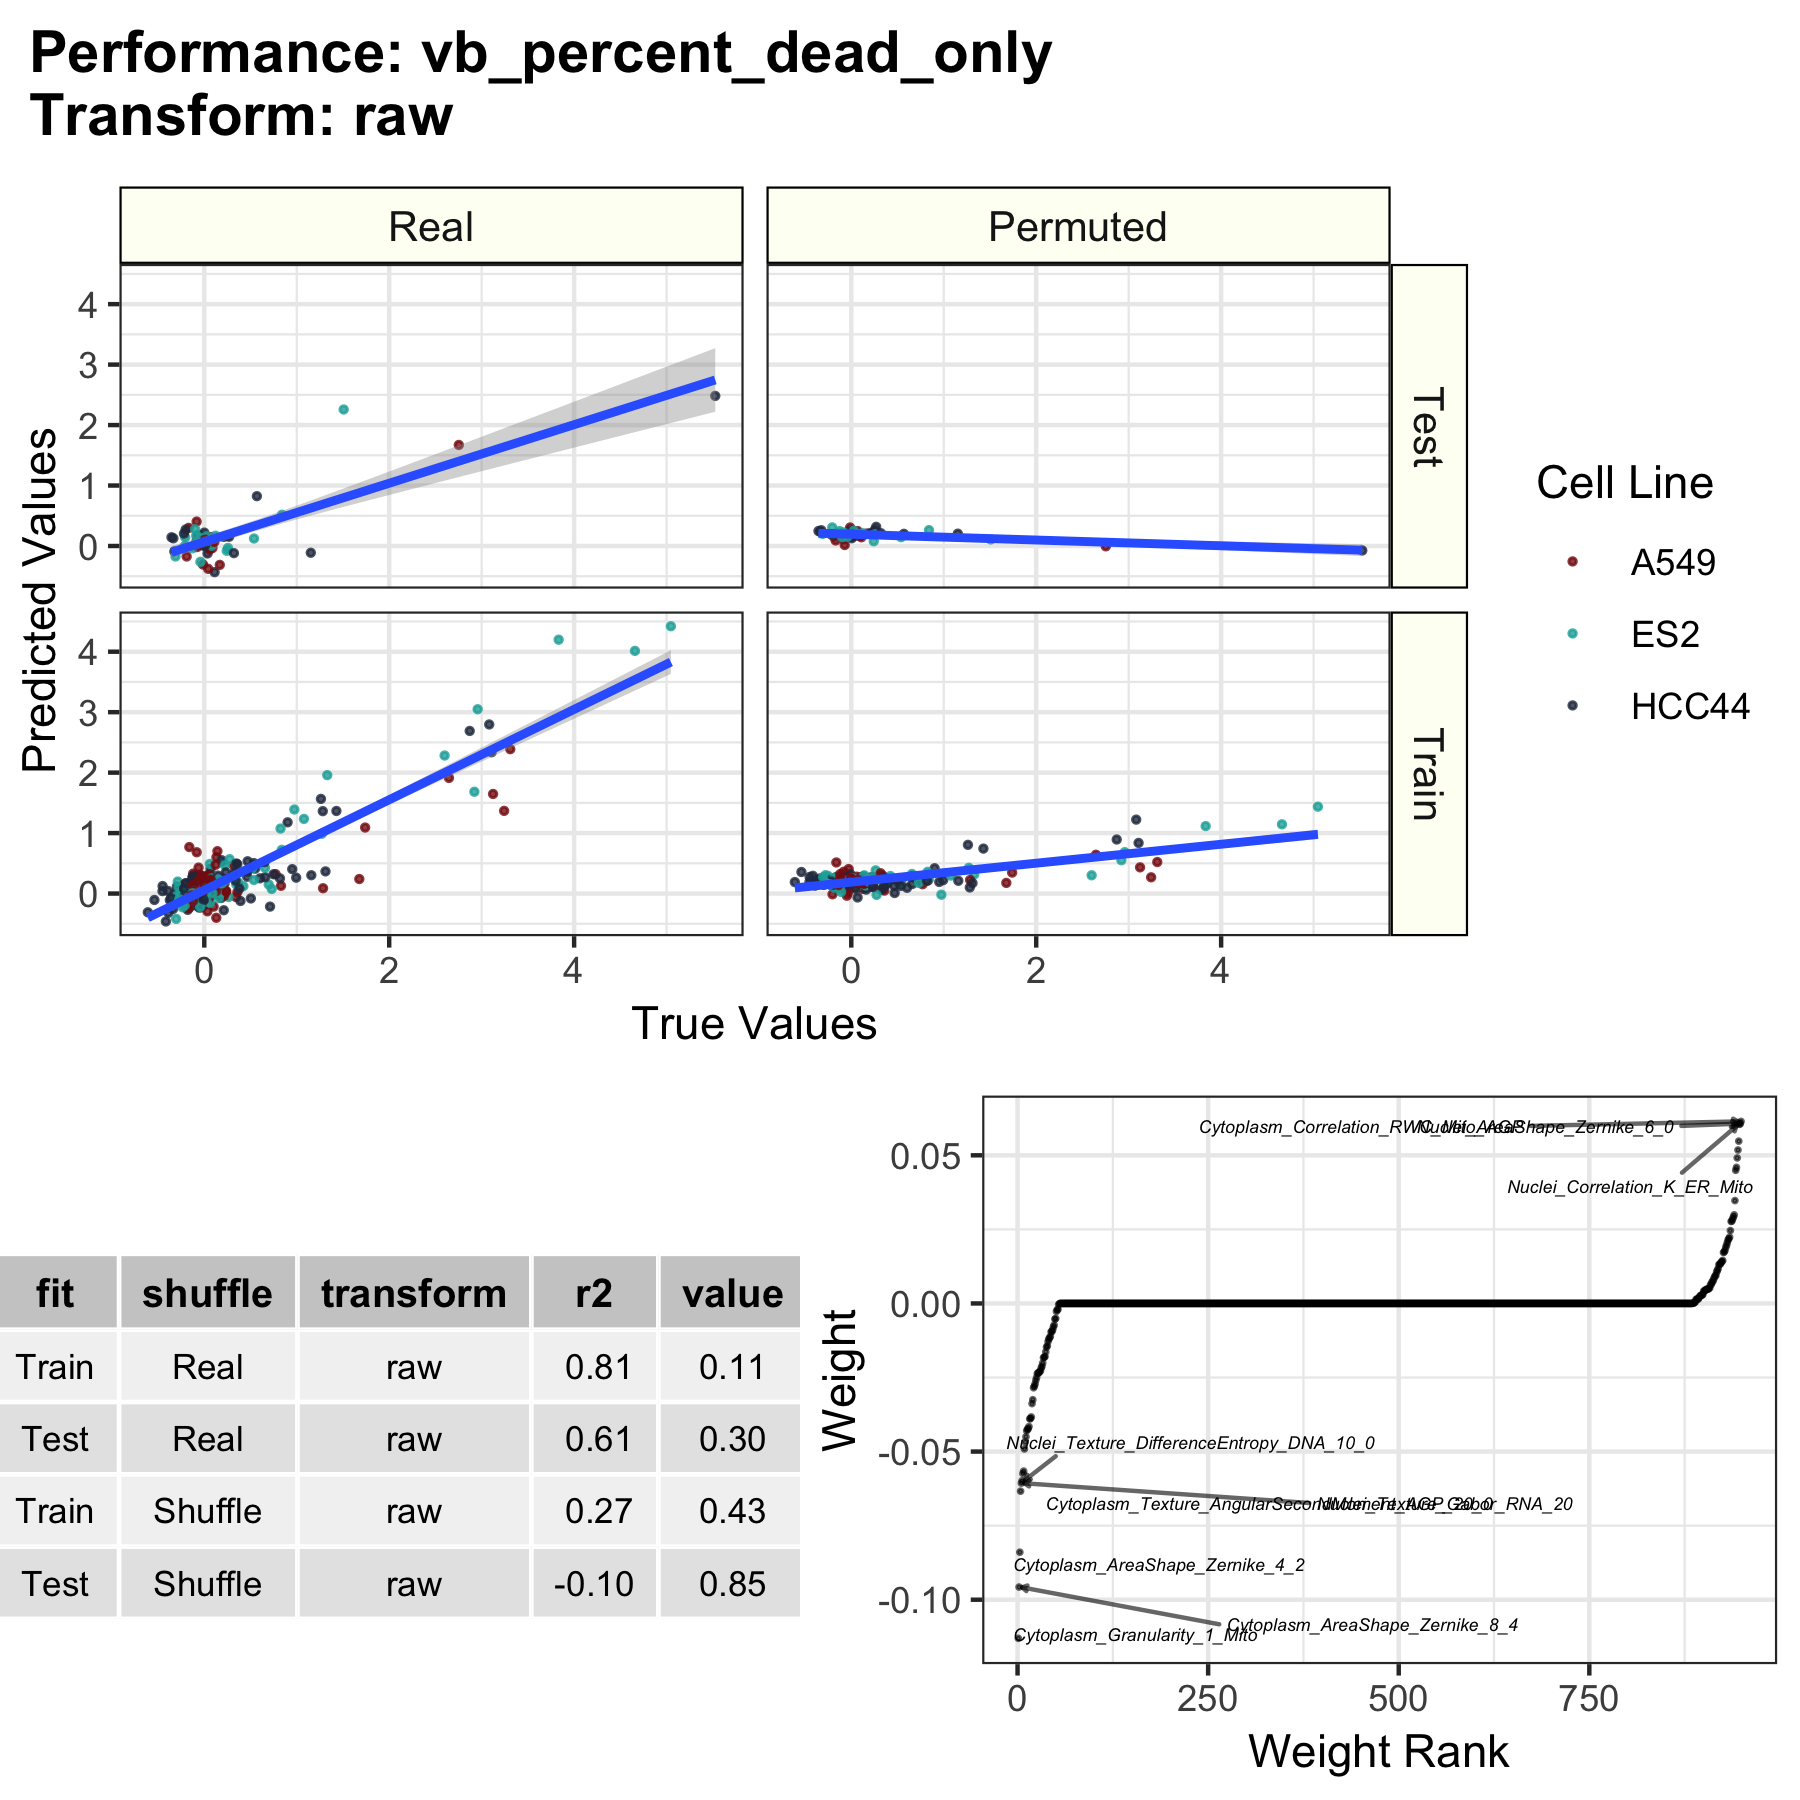 Performance: vb_percent_dead_only
Transform: raw
Real
Permuted
Test
Train
4
3
2
1
0
4
3
2
1
0
0
2
4
0
2
4
Predicted Values
True Values
Cell Line
A549
ES2
HCC44
fit shuffle transform r2 value
Train Real raw 0.81 0.11
Test Real raw 0.61 0.30
Train Shuffle raw 0.27 0.43
Test Shuffle raw -0.10 0.85
Weight
0.05
0.00
-0.05
-0.10
Cytoplasm_Correlation_RWC_Mito_AGP
Nuclei_AreaShape_Zernike_6_0
Nuclei_Correlation_K_ER_Mito
Nuclei_Texture_DifferenceEntropy_DNA_10_0
Cytoplasm_Texture_AngularSecondMoment_AGP_20_0
Nuclei_Texture_Gabor_RNA_20
Cytoplasm_AreaShape_Zernike_4_2
Cytoplasm_AreaShape_Zernike_8_4
Cytoplasm_Granularity_1_Mito
0
250
500
750
Weight Rank